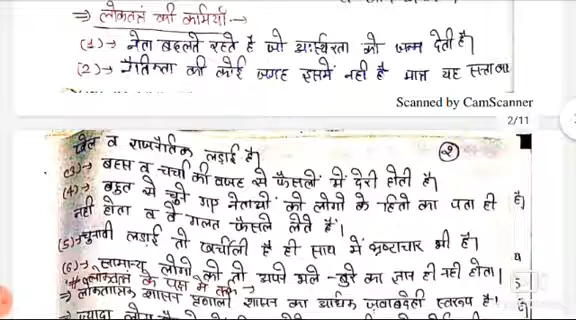 ⇒ लोकतंत्र की कमियाँ :→
(1)→ नेता बदलते रहते है जो अस्थिरता को जन्म देती है।
(2)→ नैतिकता की कोई जगह इसमें नही है मात्र यह सत्ता का
Scanned by CamScanner
2/11
खेल व राजनैतिक लड़ाई है।
(2)
(3)→ बहस व चर्चा की वजह से फैसलों में देरी होती है।
(4)→ बहुत से चुने गए नेतायों को लोगो के हितो का पता ही
नही होता व वे गलत फैसले लेते हैं।
(5)→ चुनावी लड़ाई तो खर्चीली है ही साथ में भ्रष्टाचार भी है।
(6)→ सामान्य लोगो को तो अपने भले-बुरे का ज्ञान ही नही होता।
* लोकतंत्र के पक्ष में तर्क →
⇒ लोकतांत्रिक शासन प्रणाली शासन का अधिक जवाबदेही स्वरूप है।